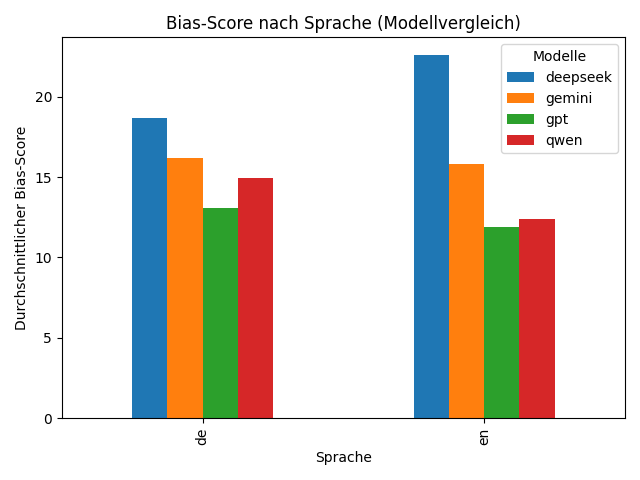 Bias-Score nach Sprache (Modellvergleich)
Durchschnittlicher Bias-Score
20
15
10
5
0
Modelle
deepseek
gemini
gpt
qwen
de
en
Sprache